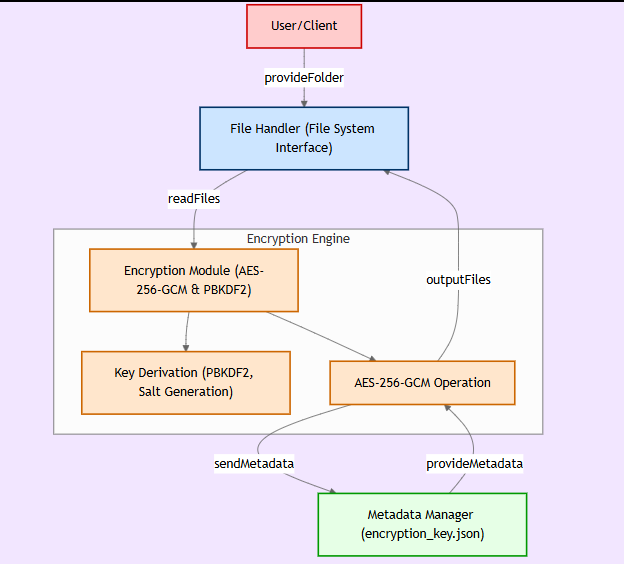 User/Client
provideFolder
File Handler (File System
Interface)
readFiles
Encryption Engine
Encryption Module (AES-
256-GCM & PBKDF2)
outputFiles
Key Derivation (PBKDF2,
Salt Generation)
AES-256-GCM Operation
sendMetadata
provideMetadata
Metadata Manager
(encryption_key.json)